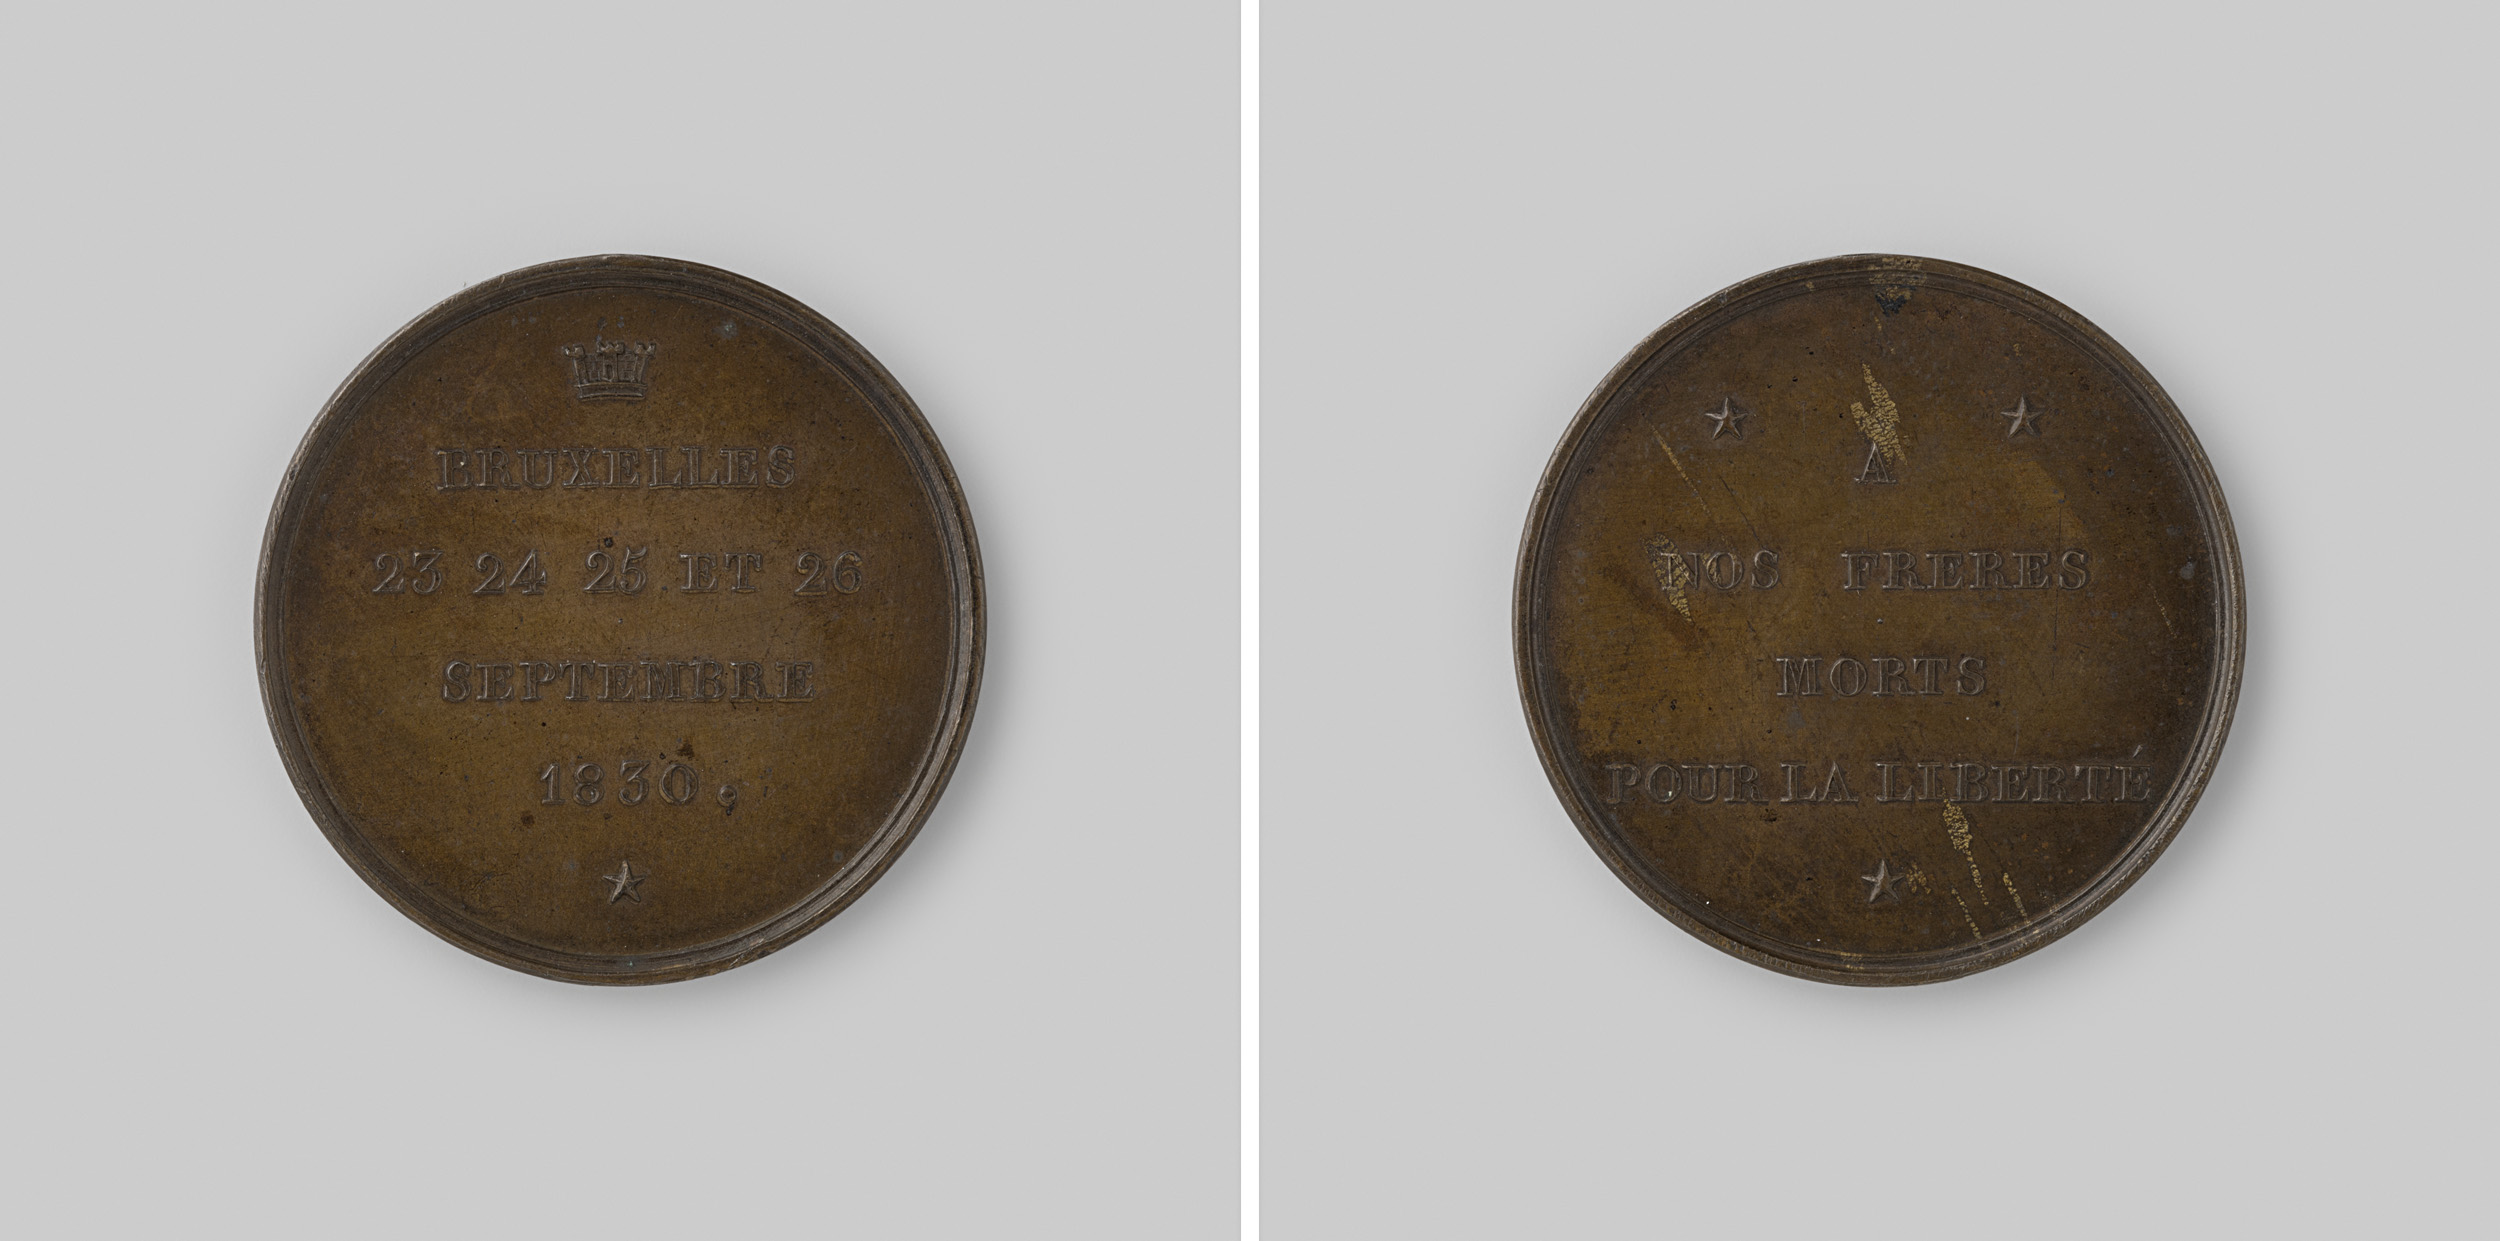 BRUXELLES
23 24 25 ET 26
SEPTEMBRE
1830,
A
NOS FRERES
MORTS
POUR LA LIBERTÉ